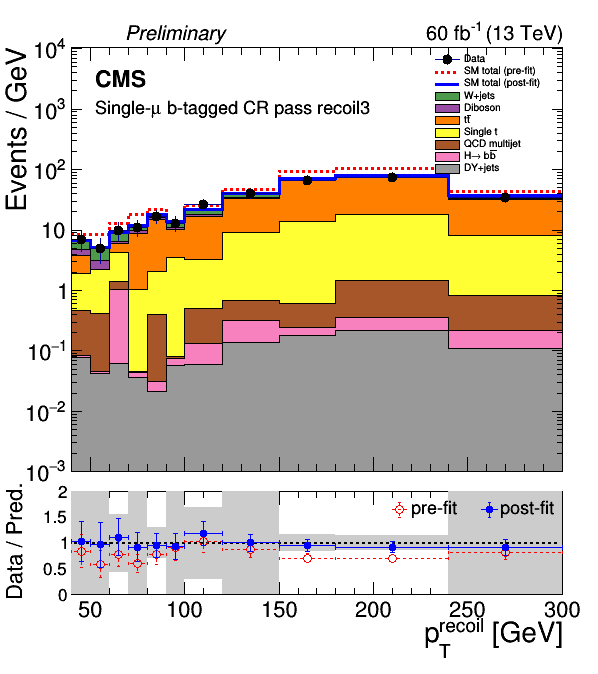 Preliminary 60 fb⁻¹ (13 TeV)
CMS
Single-μ b-tagged CR pass recoil3
Data
SM total (pre-fit)
SM total (post-fit)
W+jets
Diboson
tt̅
Single t
QCD multijet
H→ bb̅
DY+jets
Events / GeV
10⁴
10³
10²
10
1
10⁻¹
10⁻²
10⁻³
Data / Pred.
2
1.5
1
0.5
0
pre-fit post-fit
50 100 150 200 250 300
p_T^recoil [GeV]